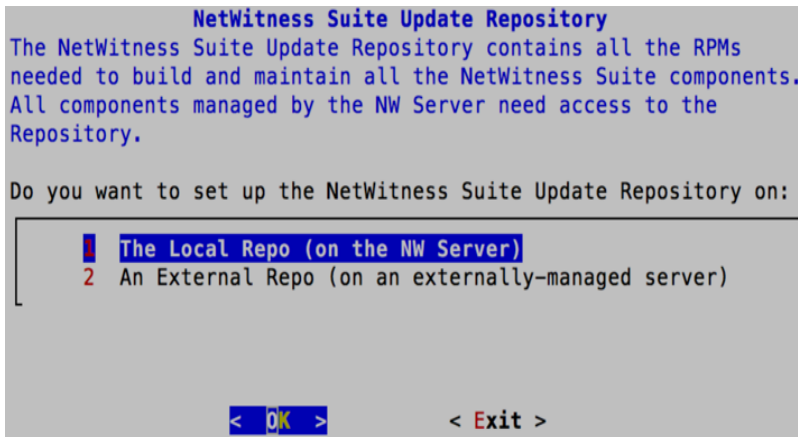 NetWitness Suite Update Repository
The NetWitness Suite Update Repository contains all the RPMs
needed to build and maintain all the NetWitness Suite components.
All components managed by the NW Server need access to the
Repository.
Do you want to set up the NetWitness Suite Update Repository on:
1 The Local Repo (on the NW Server)
2 An External Repo (on an externally-managed server)
< OK > < Exit >